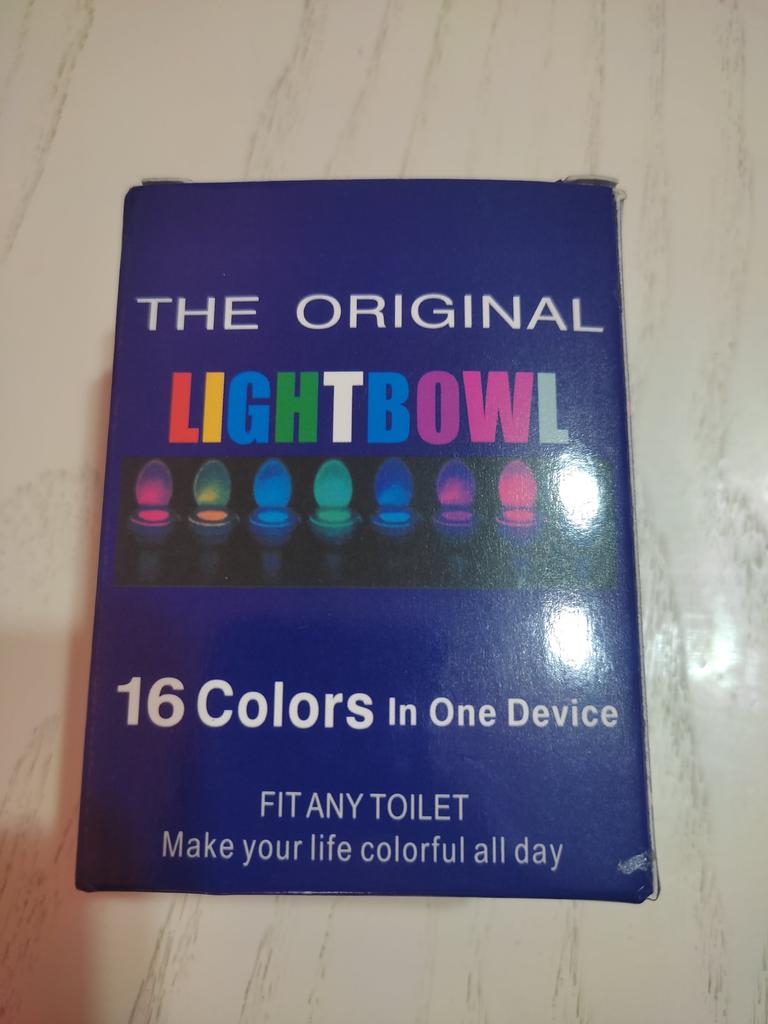 THE ORIGINAL
LIGHTBOWL
16 Colors In One Device
FIT ANY TOILET
Make your life colorful all day